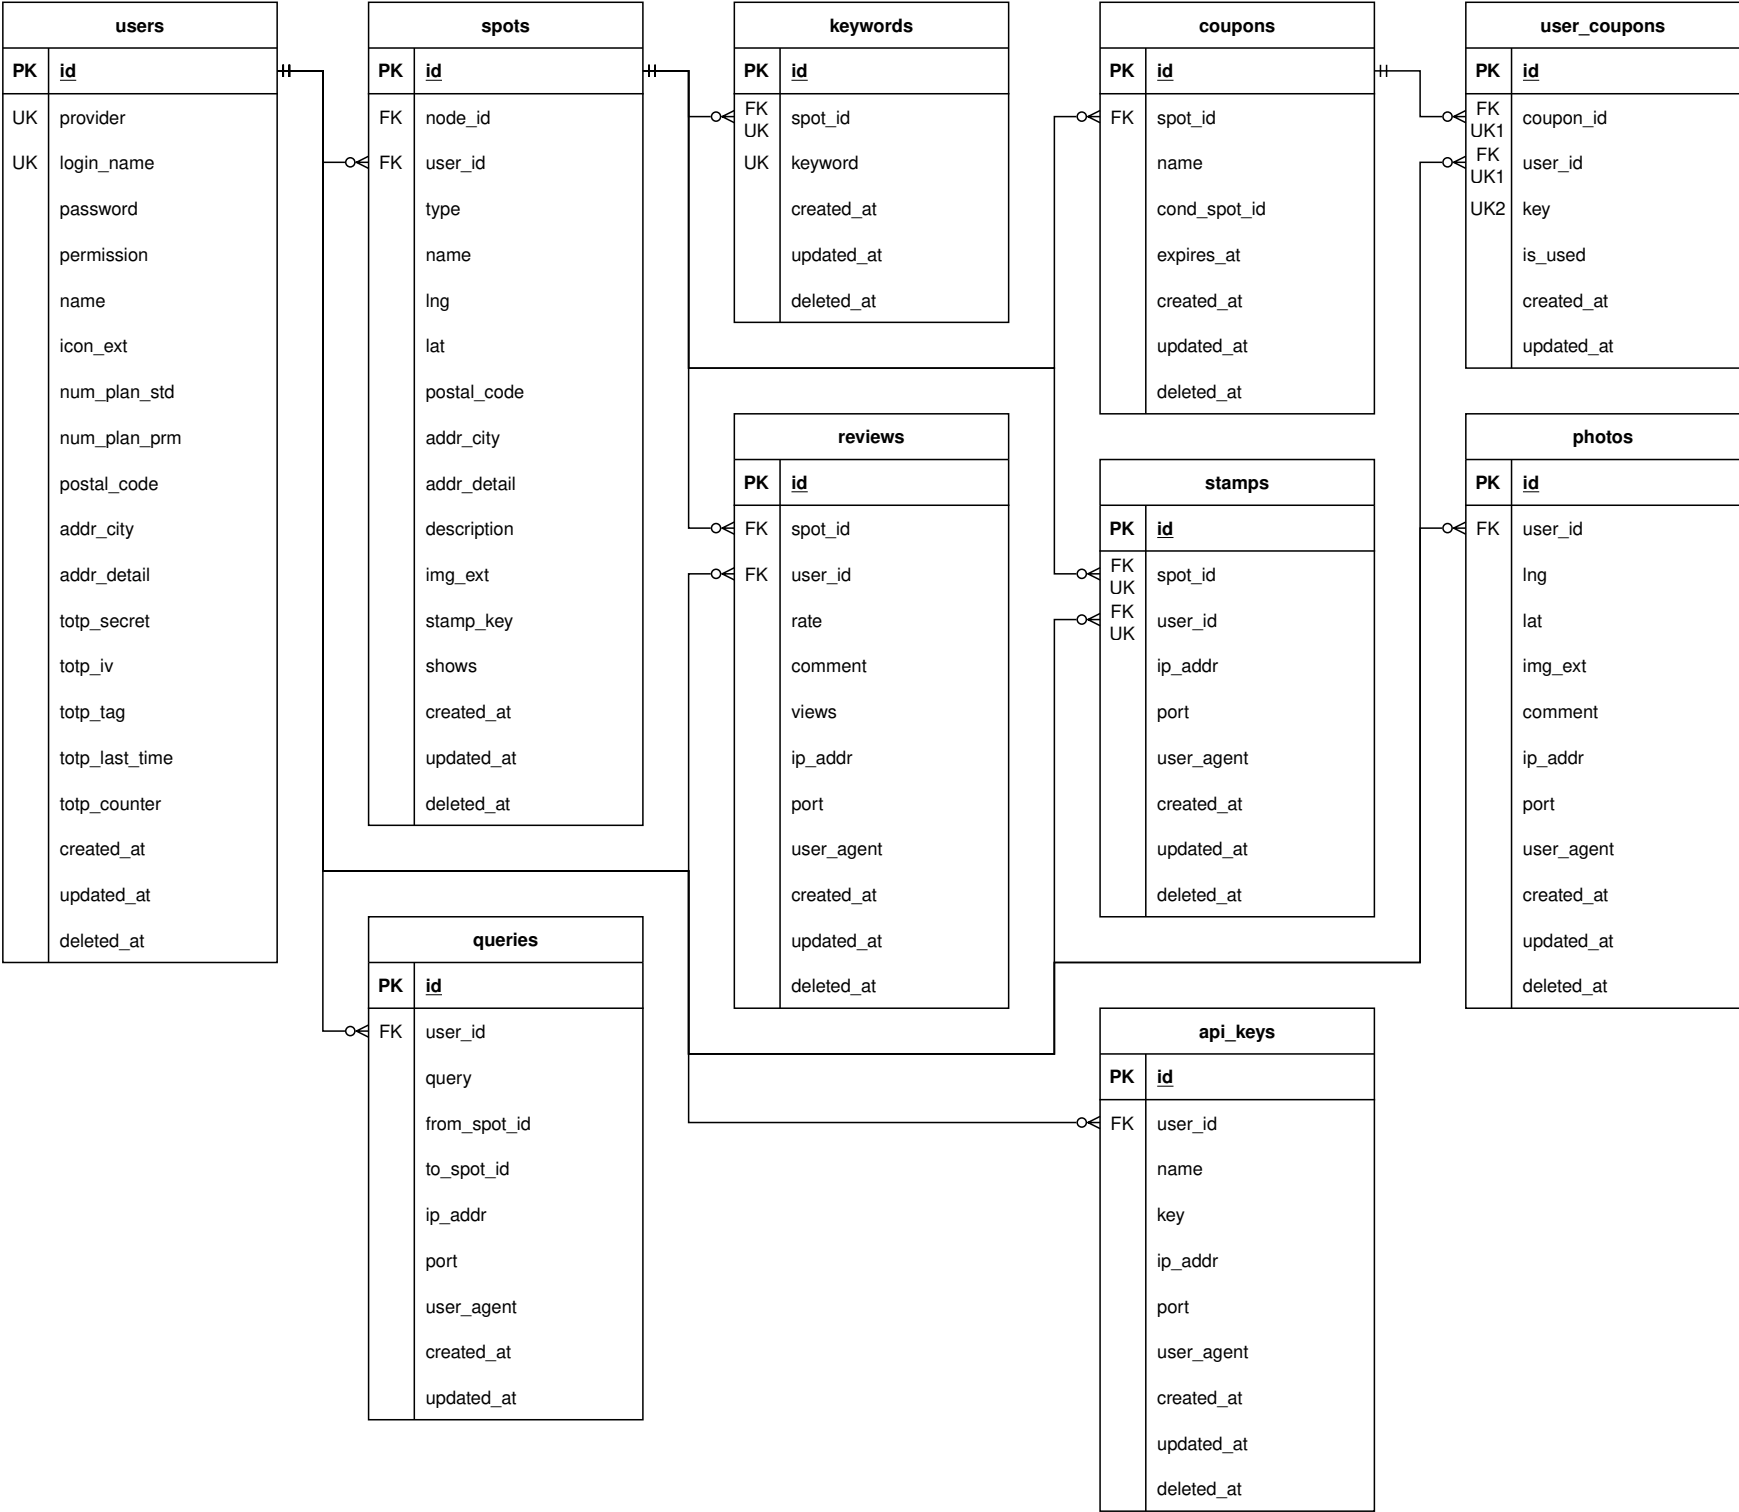 users
PK id
UK provider
UK login_name
password
permission
name
icon_ext
num_plan_std
num_plan_prm
postal_code
addr_city
addr_detail
totp_secret
totp_iv
totp_tag
totp_last_time
totp_counter
created_at
updated_at
deleted_at
spots
PK id
FK node_id
FK user_id
type
name
lng
lat
postal_code
addr_city
addr_detail
description
img_ext
stamp_key
shows
created_at
updated_at
deleted_at
queries
PK id
FK user_id
query
from_spot_id
to_spot_id
ip_addr
port
user_agent
created_at
updated_at
keywords
PK id
FK
UK spot_id
UK keyword
created_at
updated_at
deleted_at
reviews
PK id
FK spot_id
FK user_id
rate
comment
views
ip_addr
port
user_agent
created_at
updated_at
deleted_at
coupons
PK id
FK spot_id
name
cond_spot_id
expires_at
created_at
updated_at
deleted_at
stamps
PK id
FK
UK spot_id
FK
UK user_id
ip_addr
port
user_agent
created_at
updated_at
deleted_at
api_keys
PK id
FK user_id
name
key
ip_addr
port
user_agent
created_at
updated_at
deleted_at
user_coupons
PK id
FK
UK1 coupon_id
FK
UK1 user_id
UK2 key
is_used
created_at
updated_at
photos
PK id
FK user_id
lng
lat
img_ext
comment
ip_addr
port
user_agent
created_at
updated_at
deleted_at